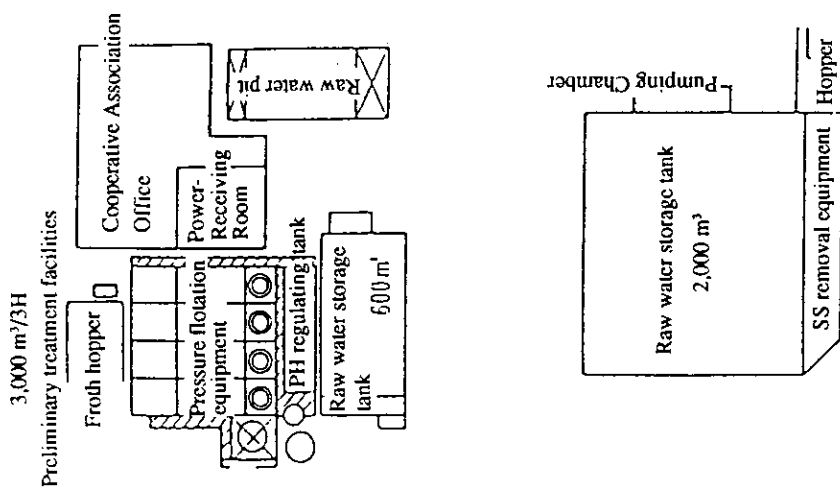 3,000 m³/3H
Preliminary treatment facilities
Froth hopper
Pressure flotation
equipment
PH regulating tank
Raw water storage
tank
600 m³
Cooperative Association
Office
Power-
Receiving
Room
Raw water pit
Pumping Chamber
Raw water storage tank
2,000 m³
SS removal equipment
Hopper